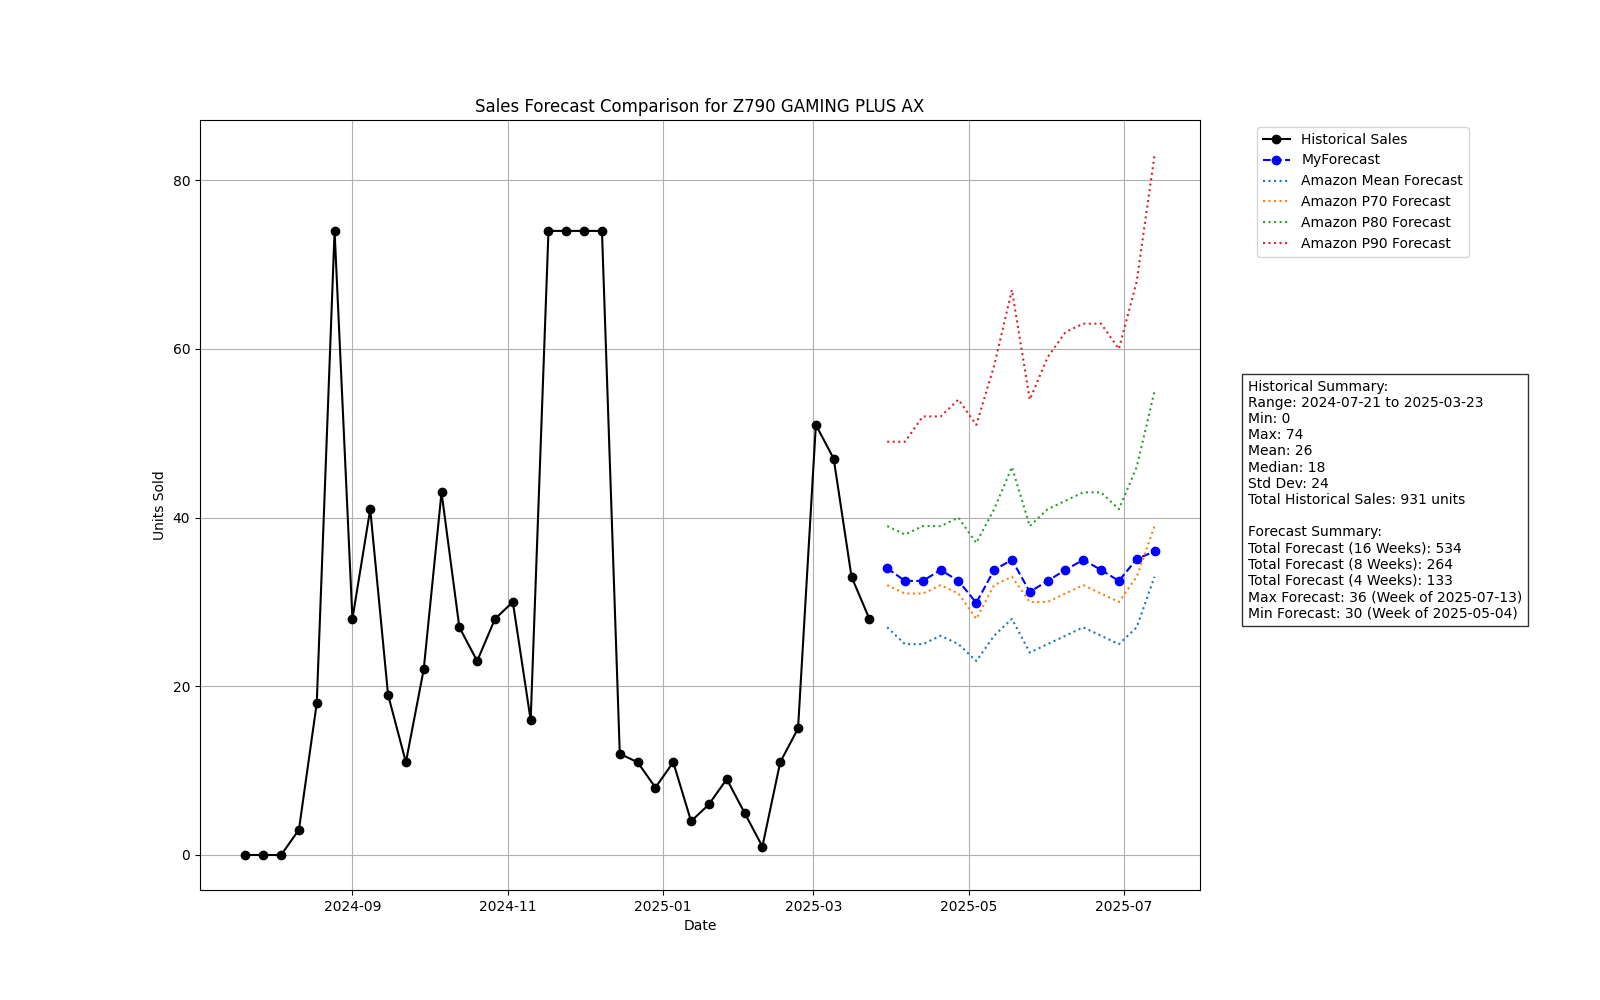 Sales Forecast Comparison for Z790 GAMING PLUS AX
Historical Sales
MyForecast
Amazon Mean Forecast
Amazon P70 Forecast
Amazon P80 Forecast
Amazon P90 Forecast
80
60
40
20
0
Units Sold
2024-09
2024-11
2025-01
2025-03
2025-05
2025-07
Date
Historical Summary:
Range: 2024-07-21 to 2025-03-23
Min: 0
Max: 74
Mean: 26
Median: 18
Std Dev: 24
Total Historical Sales: 931 units
Forecast Summary:
Total Forecast (16 Weeks): 534
Total Forecast (8 Weeks): 264
Total Forecast (4 Weeks): 133
Max Forecast: 36 (Week of 2025-07-13)
Min Forecast: 30 (Week of 2025-05-04)